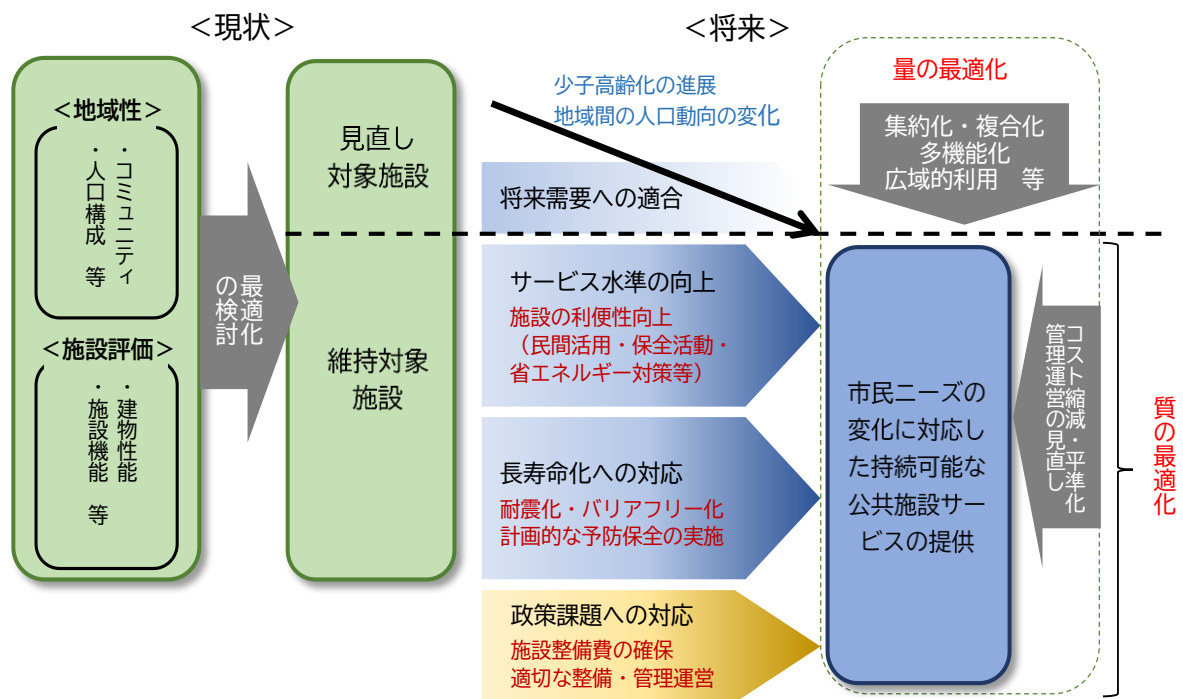 ＜現状＞
＜将来＞
＜地域性＞
・コミュニティ
・人口構成　等
＜施設評価＞
・建物性能
・施設機能　等
最適化
の検討
見直し
対象施設
維持対象
施設
少子高齢化の進展
地域間の人口動向の変化
将来需要への適合
サービス水準の向上
施設の利便性向上
（民間活用・保全活動・
省エネルギー対策等）
長寿命化への対応
耐震化・バリアフリー化
計画的な予防保全の実施
政策課題への対応
施設整備費の確保
適切な整備・管理運営
量の最適化
集約化・複合化
多機能化
広域的利用　等
市民ニーズの
変化に対応し
た持続可能な
公共施設サー
ビスの提供
コスト縮減・平準化
管理運営の見直し
質の最適化